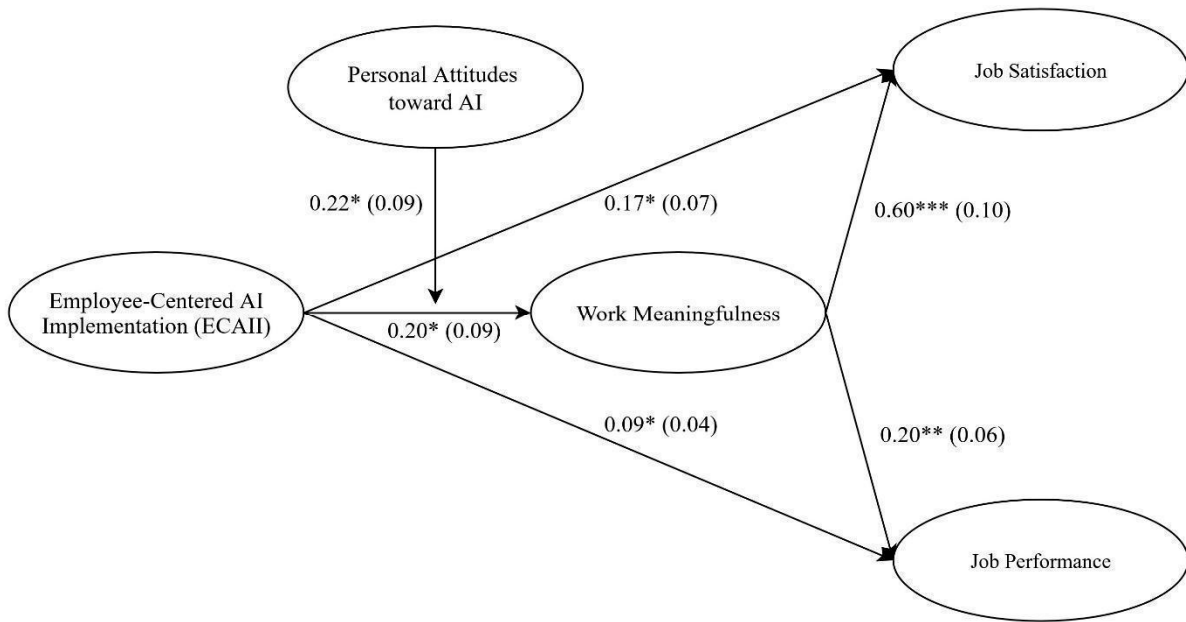 Personal Attitudes
toward AI
Job Satisfaction
0.22* (0.09)
0.17* (0.07)
0.60*** (0.10)
Employee-Centered AI
Implementation (ECAII)
Work Meaningfulness
0.20* (0.09)
0.09* (0.04)
0.20** (0.06)
Job Performance